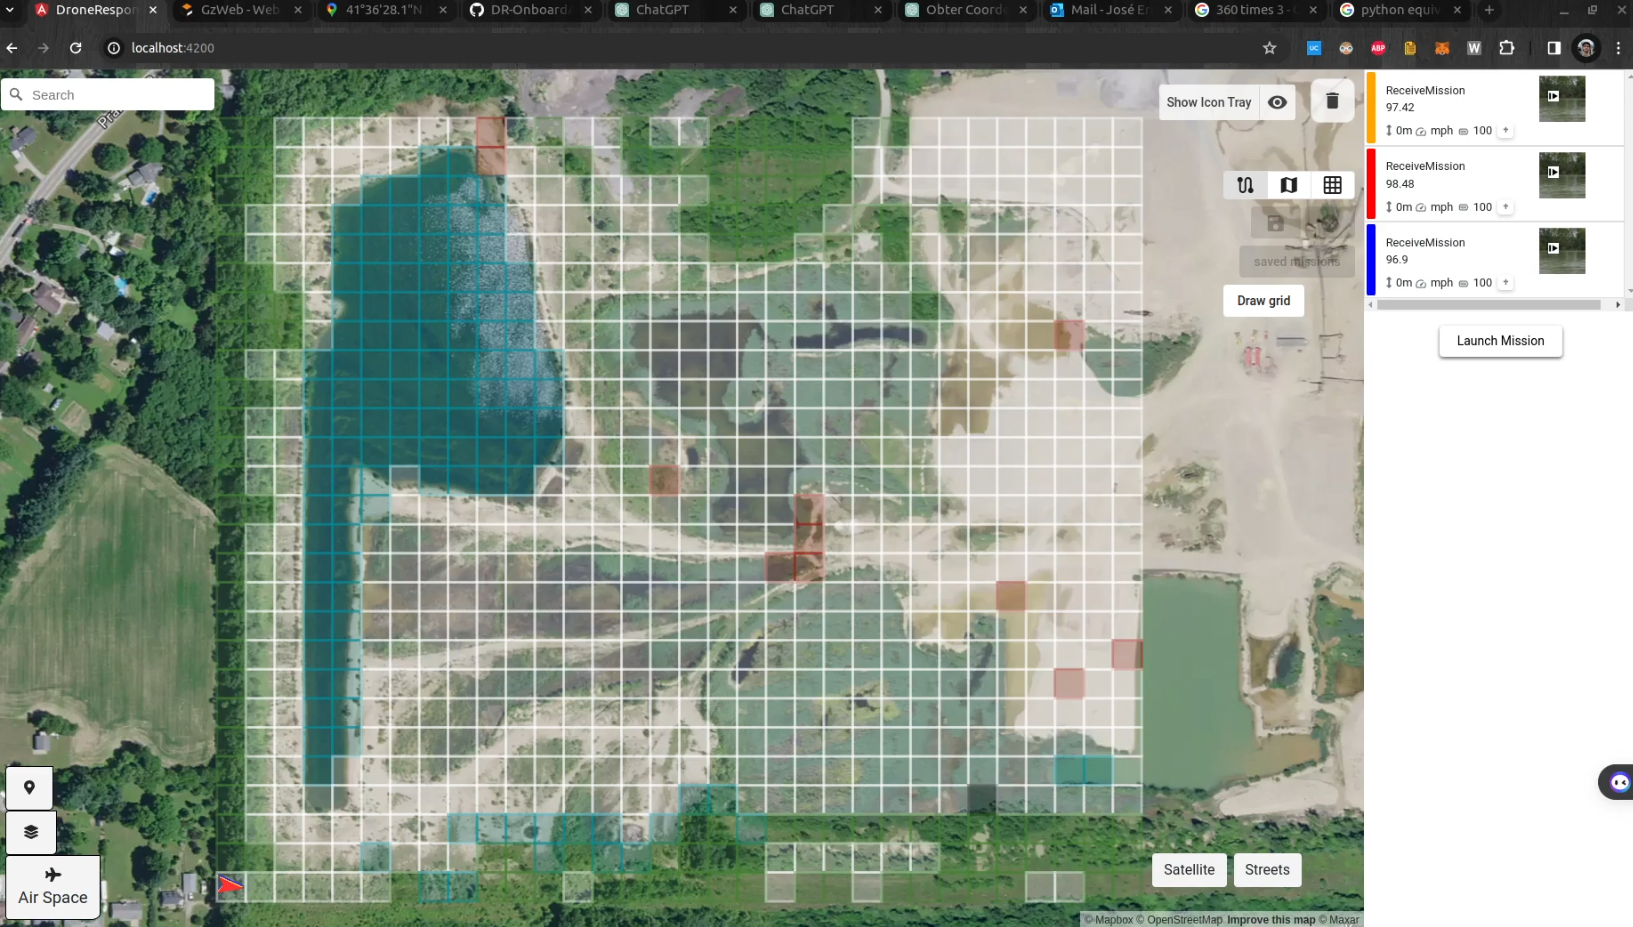 DroneRespon
GzWeb - Web
41°36'28.1"N
DR-Onboard
ChatGPT
ChatGPT
Obter Coord
Mail - José E
360 times 3 -
python equiv
localhost:4200
UC
ABP
W
Search
Show Icon Tray
saved missions
Draw grid
ReceiveMission
97.42
0m mph 100 +
ReceiveMission
98.48
0m mph 100 +
ReceiveMission
96.9
0m mph 100 +
Launch Mission
Air Space
Satellite
Streets
© Mapbox © OpenStreetMap Improve this map © Maxar